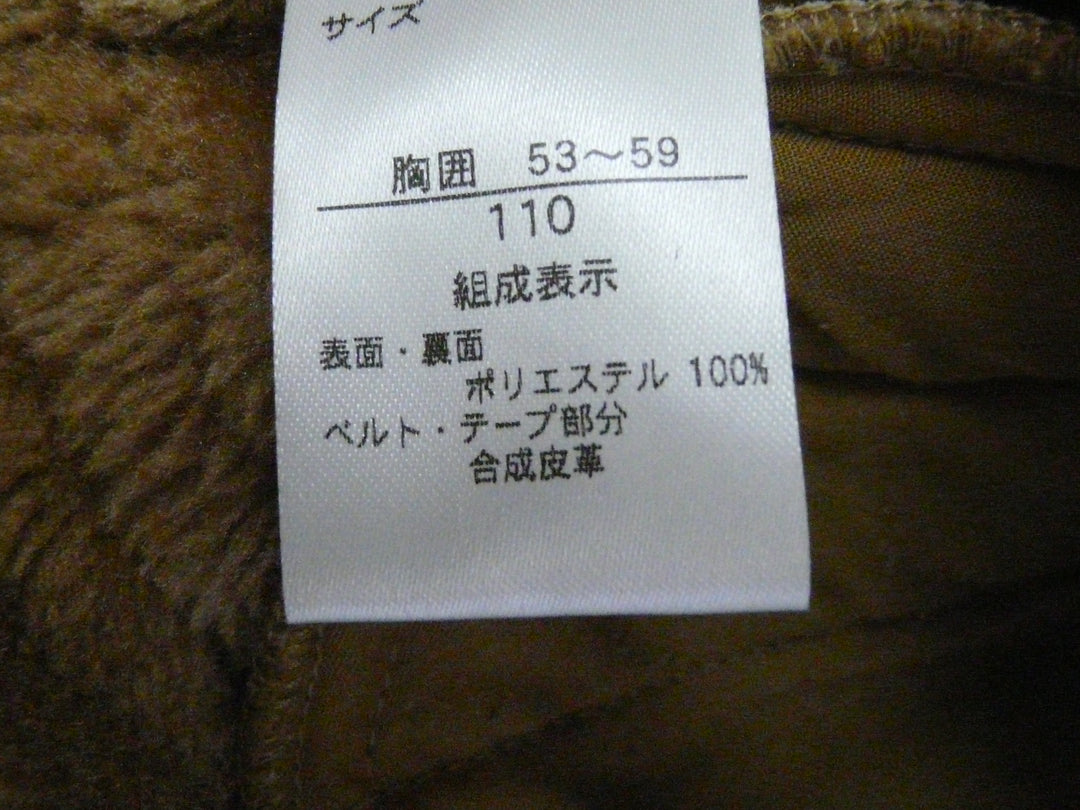 サイズ
胸囲 53～59
110
組成表示
表面・裏面
ポリエステル 100%
ベルト・テープ部分
合成皮革